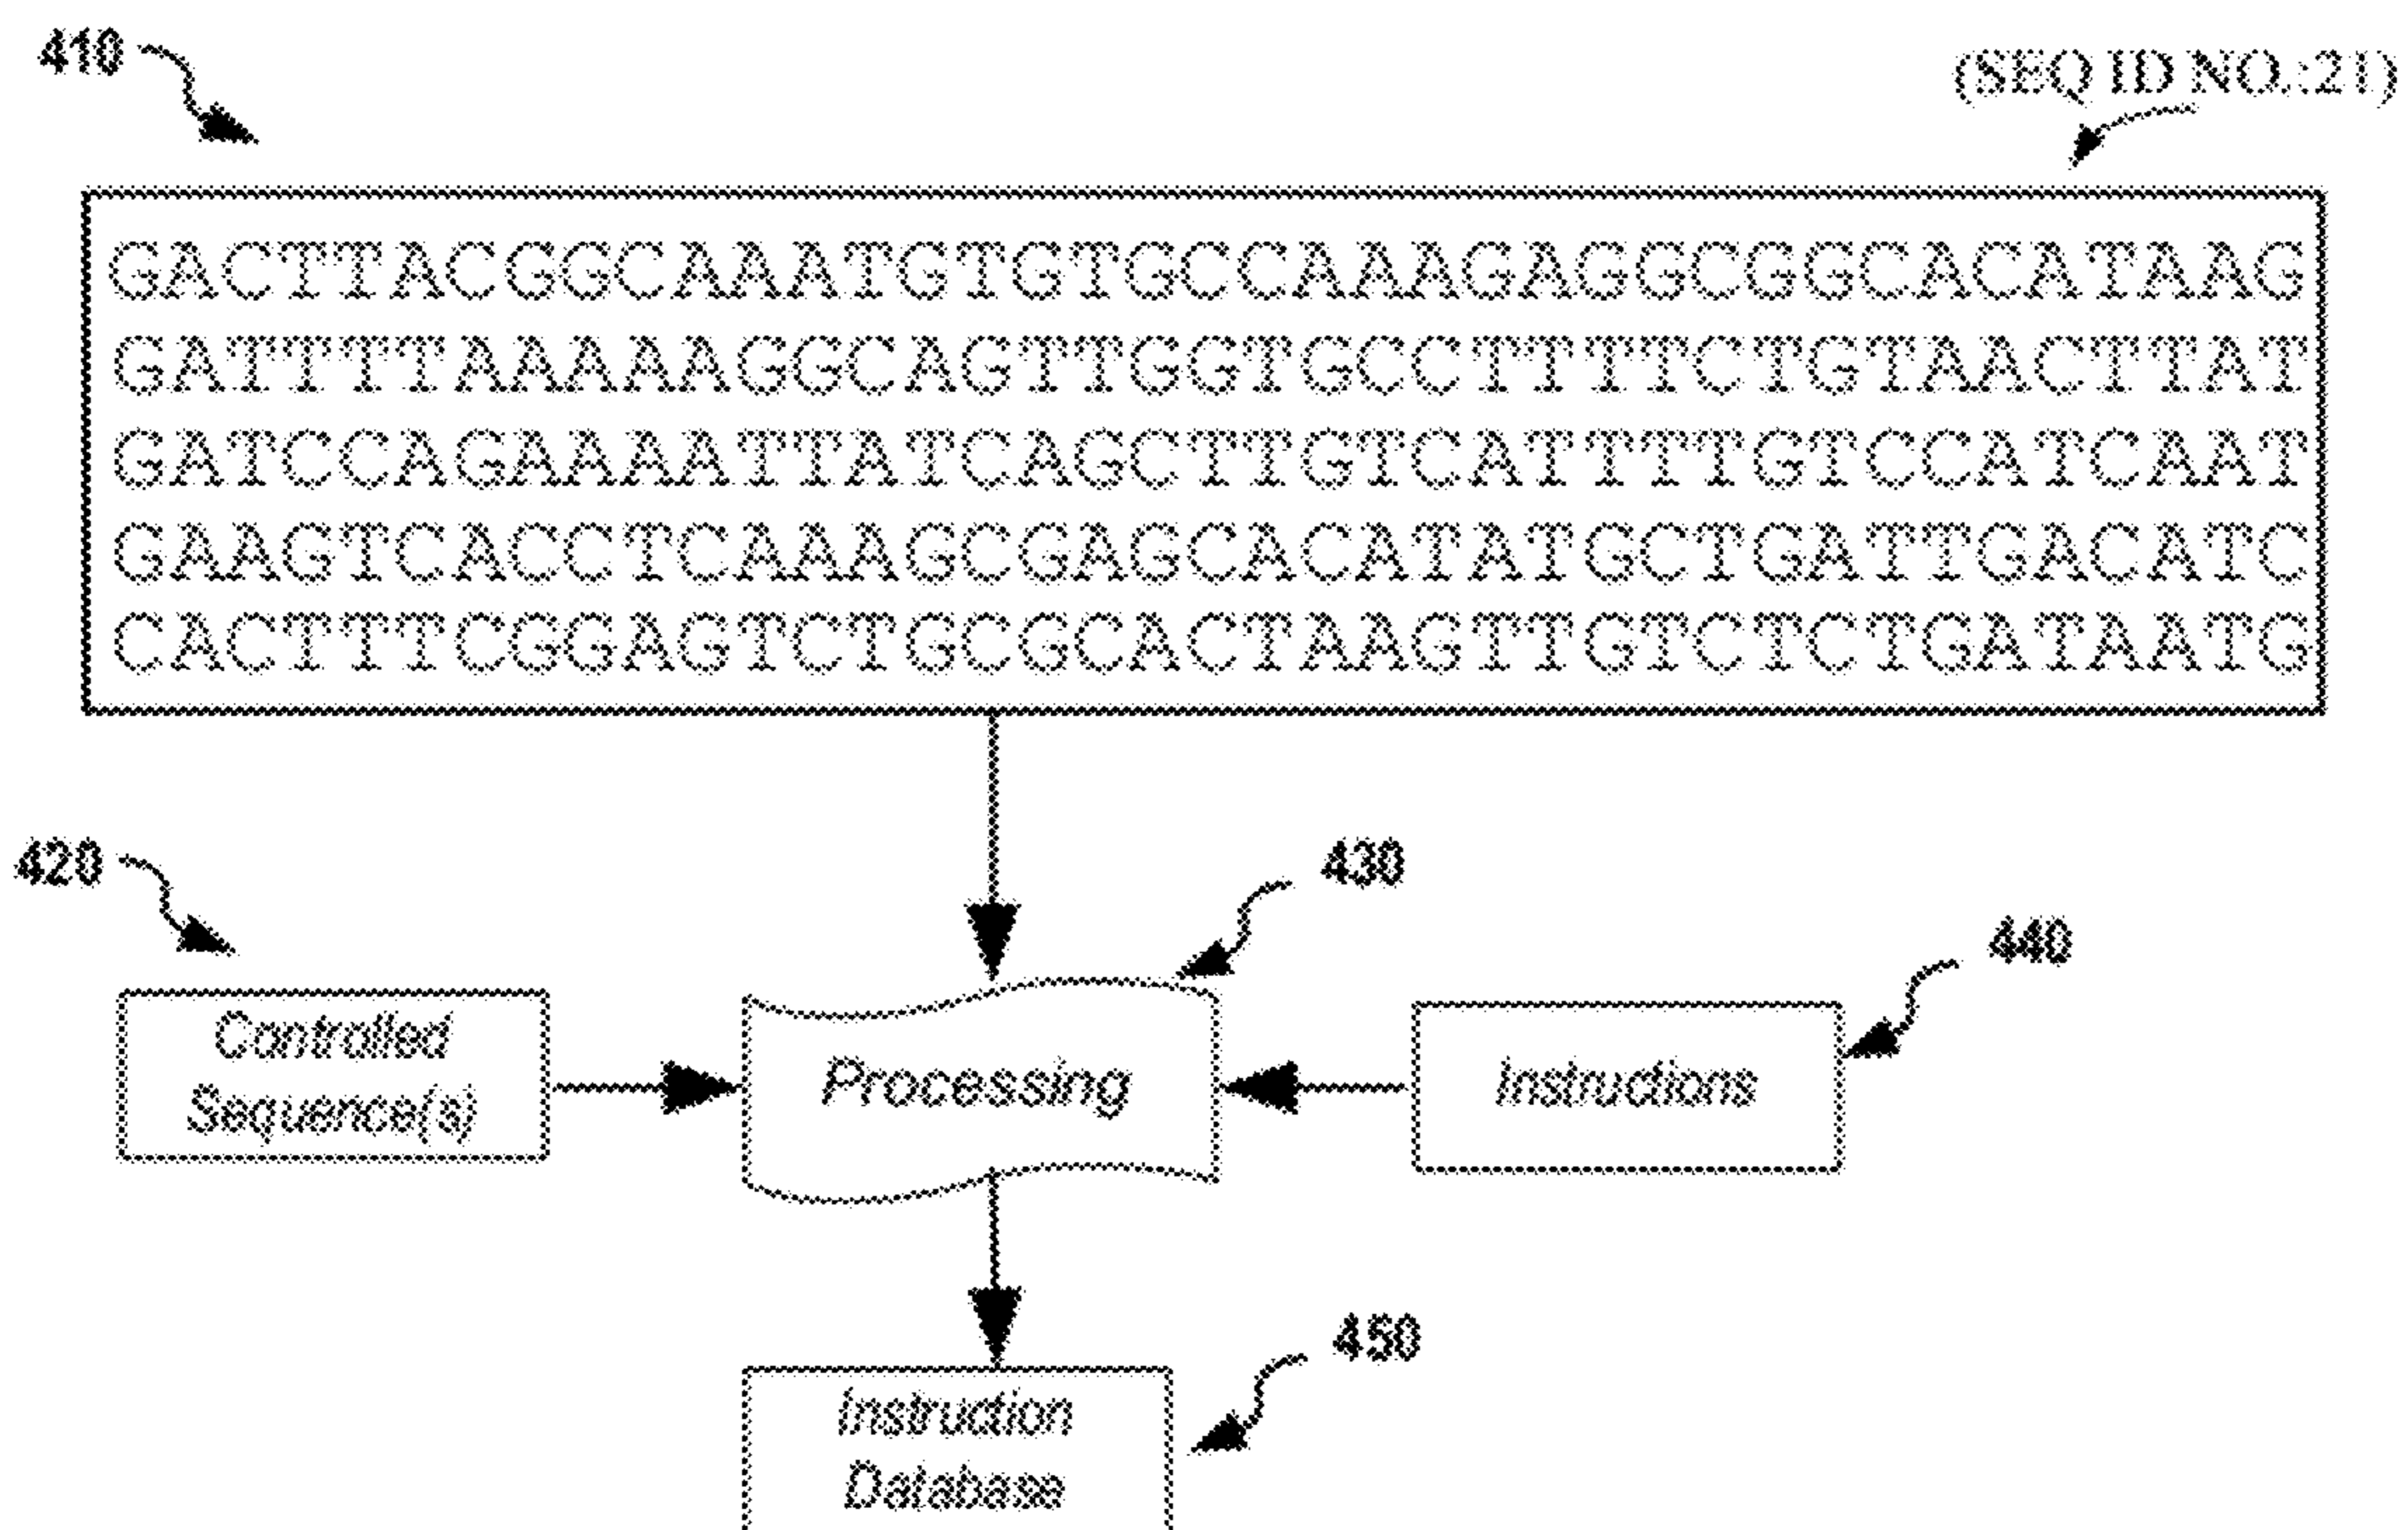 410
(SEQ ID NO.:21)
GACTTACGGCAAATGTGTGCCAAAGAGGCGGCACATAAG
GATTTTAAAAAGGCAGTTGGTGCCTTTTCTGTAACTTAT
GATCCAGAAAATTATCAGCTTGTCATTTTGTCCATCAAT
GAAGTCACCTCAAAGCGAGCACATATGCTGATTGACATC
CACTTTCGGAGTCTGCGCACTAAGTTGTCTCTGATAATG
420
430
440
Controlled
Sequence(s)
Processing
Instructions
450
Instruction
Database